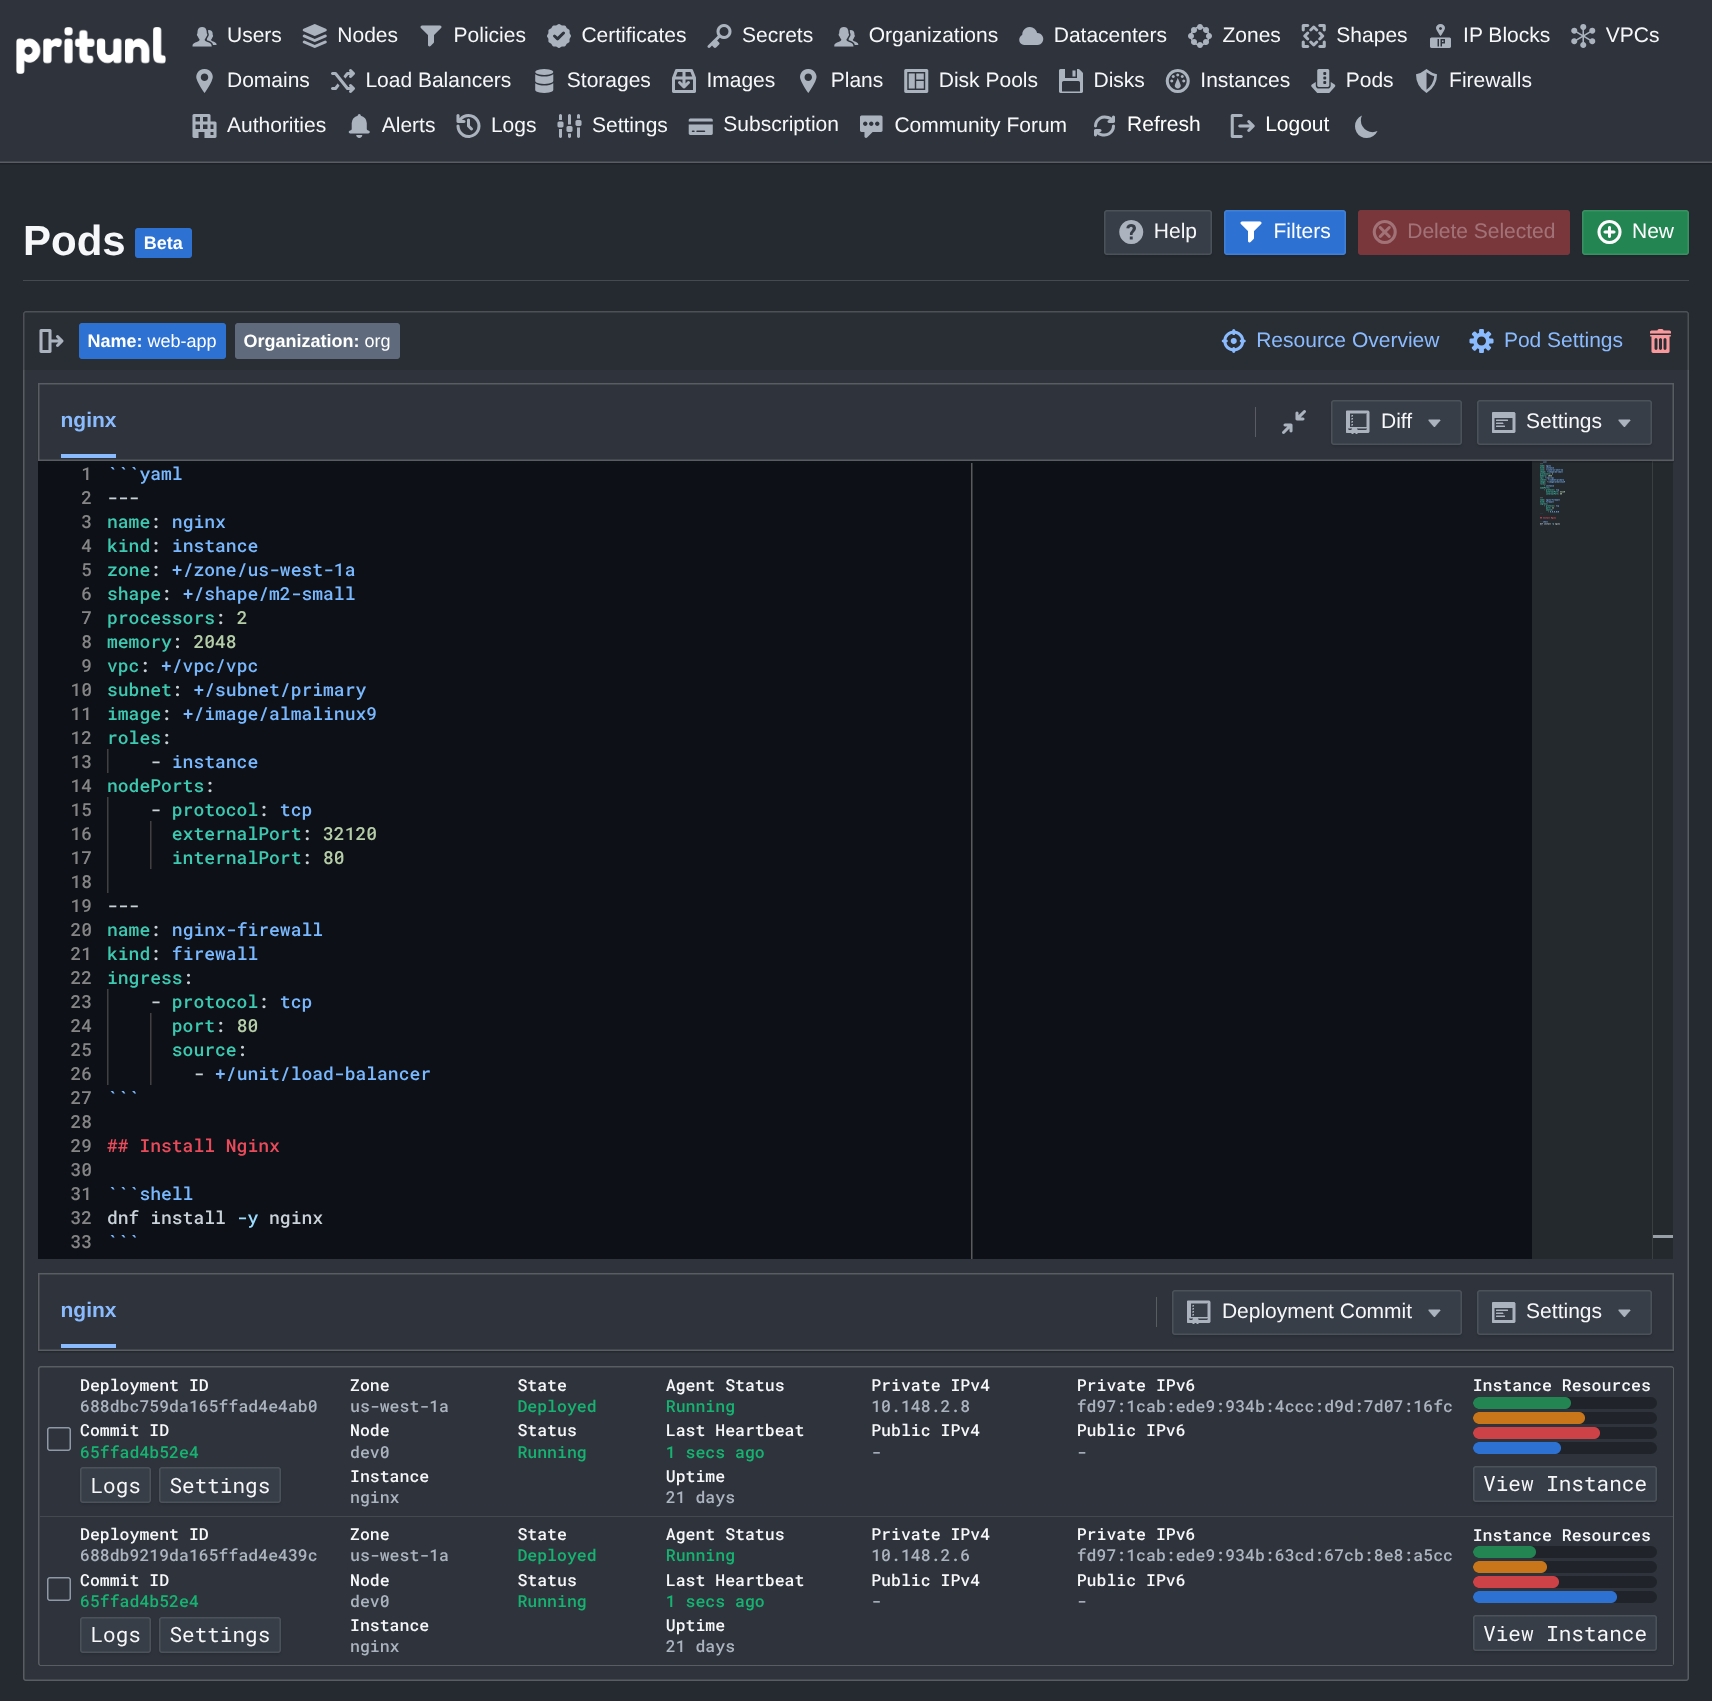 pritunl
Users Nodes Policies Certificates Secrets Organizations Datacenters Zones Shapes IP Blocks VPCs
Domains Load Balancers Storages Images Plans Disk Pools Disks Instances Pods Firewalls
Authorities Alerts Logs Settings Subscription Community Forum Refresh Logout
Pods Beta Help Filters Delete Selected New
Name: web-app Organization: org Resource Overview Pod Settings
nginx Diff Settings
1 ```yaml
2 ---
3 name: nginx
4 kind: instance
5 zone: +/zone/us-west-1a
6 shape: +/shape/m2-small
7 processors: 2
8 memory: 2048
9 vpc: +/vpc/vpc
10 subnet: +/subnet/primary
11 image: +/image/almalinux9
12 roles:
13 - instance
14 nodePorts:
15 - protocol: tcp
16 externalPort: 32120
17 internalPort: 80
18
19 ---
20 name: nginx-firewall
21 kind: firewall
22 ingress:
23 - protocol: tcp
24 port: 80
25 source:
26 - +/unit/load-balancer
27 ```
28
29 ## Install Nginx
30
31 ```shell
32 dnf install -y nginx
33 ```
nginx Deployment Commit Settings
Deployment ID Zone State Agent Status Private IPv4 Private IPv6 Instance Resources
688dbc759da165ffad4e4ab0 us-west-1a Deployed Running 10.148.2.8 fd97:1cab:ede9:934b:4ccc:d9d:7d07:16fc
Commit ID Node Status Last Heartbeat Public IPv4 Public IPv6
65ffad4b52e4 dev0 Running 1 secs ago - -
Instance Uptime
Logs Settings nginx 21 days View Instance
Deployment ID Zone State Agent Status Private IPv4 Private IPv6 Instance Resources
688db9219da165ffad4e439c us-west-1a Deployed Running 10.148.2.6 fd97:1cab:ede9:934b:63cd:67cb:8e8:a5cc
Commit ID Node Status Last Heartbeat Public IPv4 Public IPv6
65ffad4b52e4 dev0 Running 1 secs ago - -
Instance Uptime
Logs Settings nginx 21 days View Instance